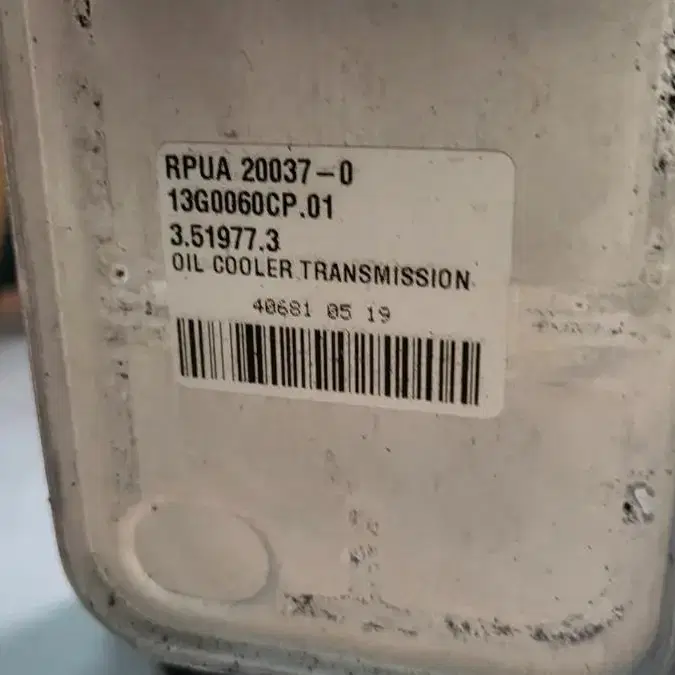 RPUA 20037-0
13G0060CP.01
3.51977.3
OIL COOLER TRANSMISSION
40681 05 19